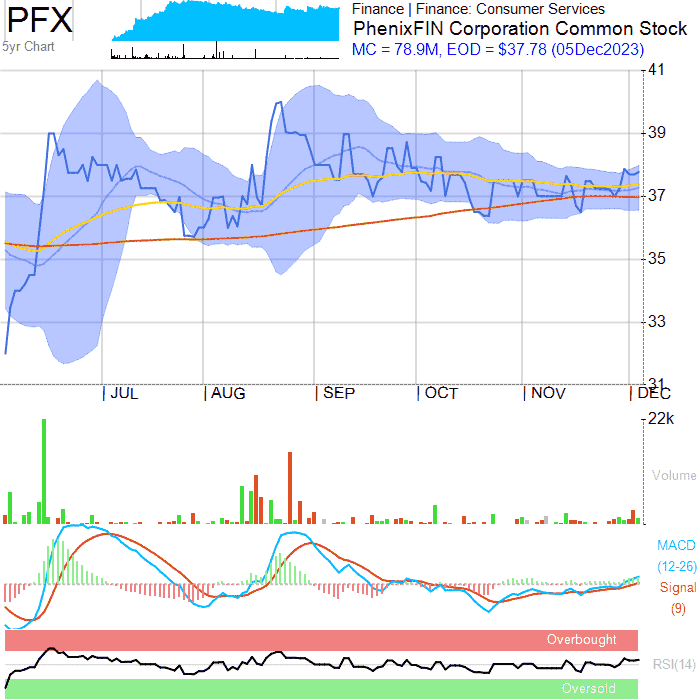 PFX
5yr Chart
Finance | Finance: Consumer Services
PhenixFIN Corporation Common Stock
MC = 78.9M, EOD = $37.78 (05Dec2023)
41
39
37
35
33
31
JUL
AUG
SEP
OCT
NOV
DEC
22k
Volume
MACD
(12-26)
Signal
(9)
Overbought
RSI(14)
Oversold